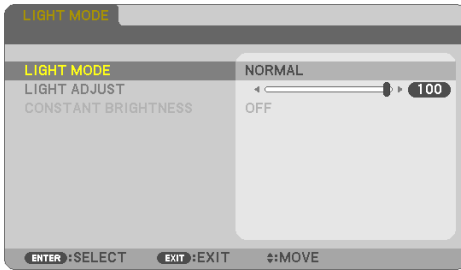 LIGHT MODE
LIGHT MODE NORMAL
LIGHT ADJUST 100
CONSTANT BRIGHTNESS OFF
ENTER :SELECT EXIT :EXIT :MOVE